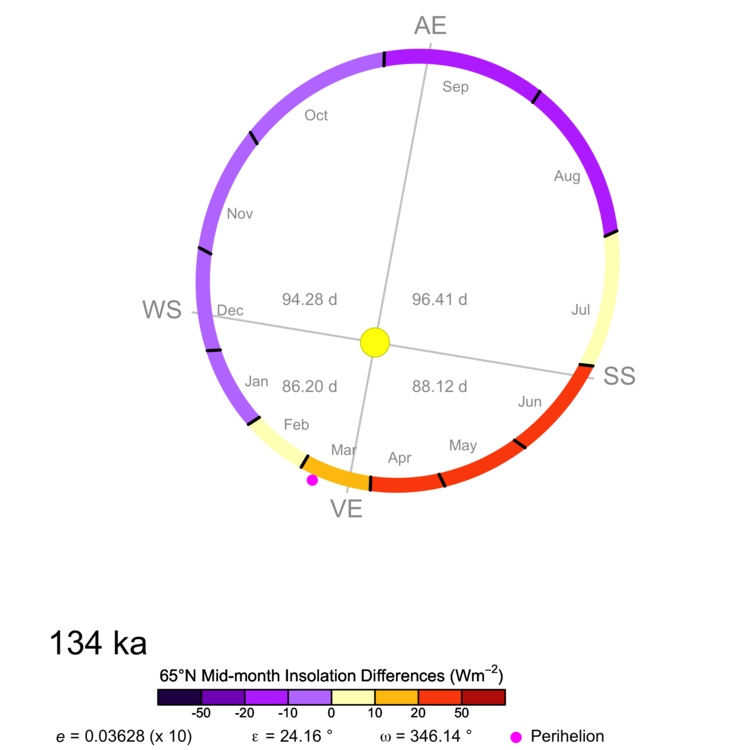 AE
Sep
Oct
Aug
Nov
94.28 d 96.41 d
WS Dec Jul
Jan 86.20 d 88.12 d SS
Jun
Feb
Mar Apr May
VE
134 ka
65°N Mid-month Insolation Differences (Wm⁻²)
-50 -20 -10 0 10 20 50
e = 0.03628 (x 10) ε = 24.16 ° ω = 346.14 ° Perihelion